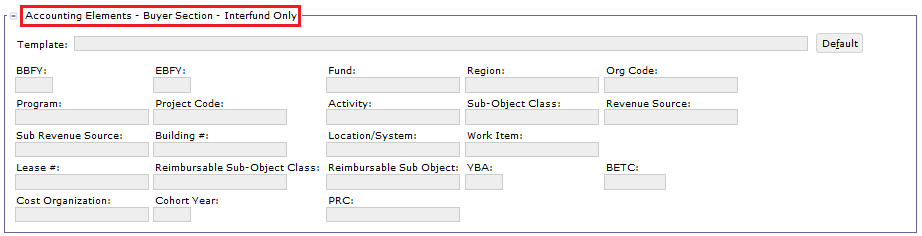 Accounting Elements - Buyer Section - Interfund Only
Template: Default
BBFY: EBFY: Fund: Region: Org Code:
Program: Project Code: Activity: Sub-Object Class: Revenue Source:
Sub Revenue Source: Building #: Location/System: Work Item:
Lease #: Reimbursable Sub-Object Class: Reimbursable Sub Object: YBA: BETC:
Cost Organization: Cohort Year: PRC: